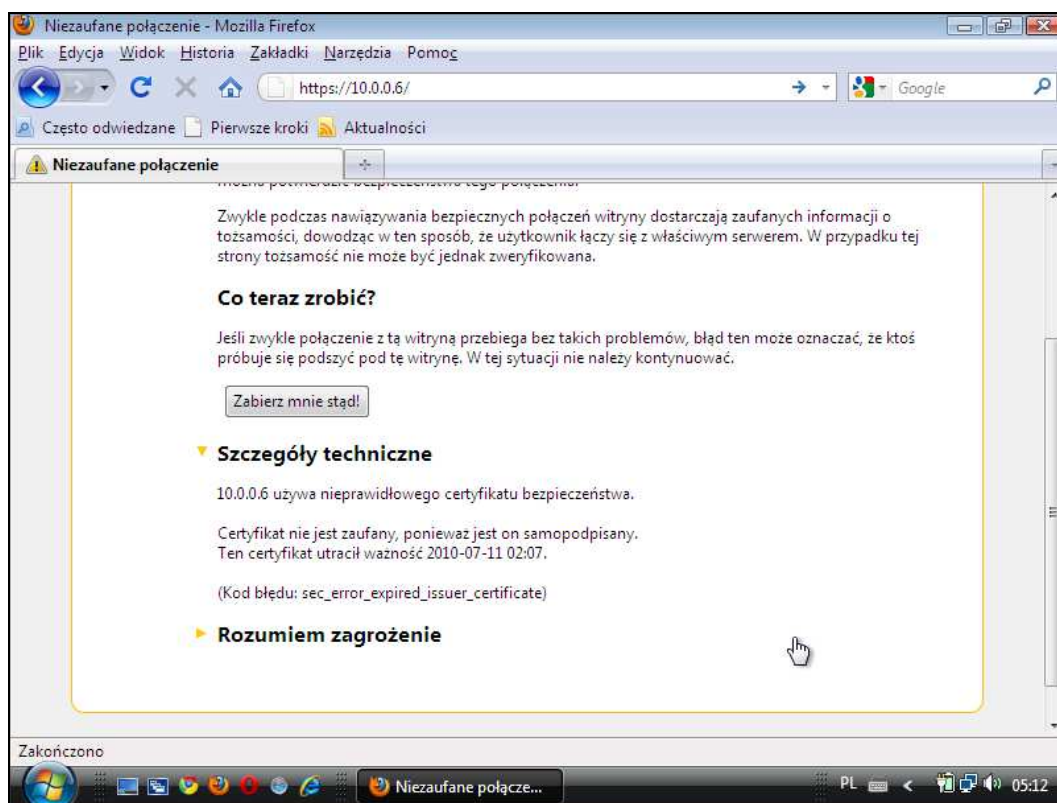 Niezaufane połączenie - Mozilla Firefox
Plik Edycja Widok Historia Zakładki Narzędzia Pomoc
https://10.0.0.6/
Google
Często odwiedzane Pierwsze kroki Aktualności
Niezaufane połączenie
można potwierdzić bezpieczeństwa tego połączenia.
Zwykle podczas nawiązywania bezpiecznych połączeń witryny dostarczają zaufanych informacji o
tożsamości, dowodząc w ten sposób, że użytkownik łączy się z właściwym serwerem. W przypadku tej
strony tożsamość nie może być jednak zweryfikowana.
Co teraz zrobić?
Jeśli zwykle połączenie z tą witryną przebiega bez takich problemów, błąd ten może oznaczać, że ktoś
próbuje się podszyć pod tę witrynę. W tej sytuacji nie należy kontynuować.
Zabierz mnie stąd!
Szczegóły techniczne
10.0.0.6 używa nieprawidłowego certyfikatu bezpieczeństwa.
Certyfikat nie jest zaufany, ponieważ jest on samopodpisany.
Ten certyfikat utracił ważność 2010-07-11 02:07.
(Kod błędu: sec_error_expired_issuer_certificate)
Rozumiem zagrożenie
Zakończono
Niezaufane połącze...
PL
05:12